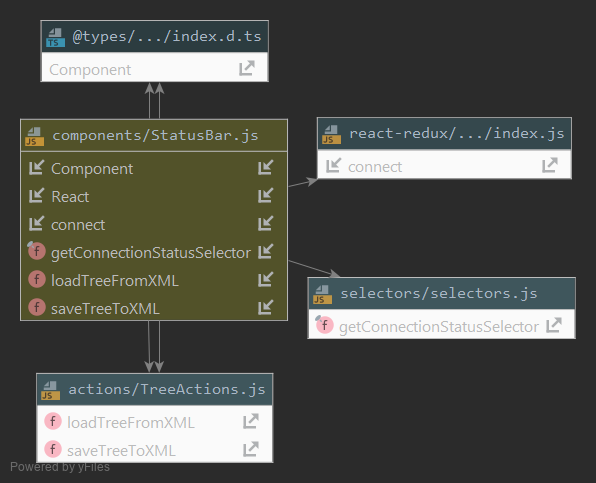 @types/.../index.d.ts
TS
Component
components/StatusBar.js
JS
Component
React
connect
f getConnectionStatusSelector
f loadTreeFromXML
f saveTreeToXML
react-redux/.../index.js
JS
connect
selectors/selectors.js
JS
f getConnectionStatusSelector
actions/TreeActions.js
JS
f loadTreeFromXML
f saveTreeToXML
Powered by yFiles